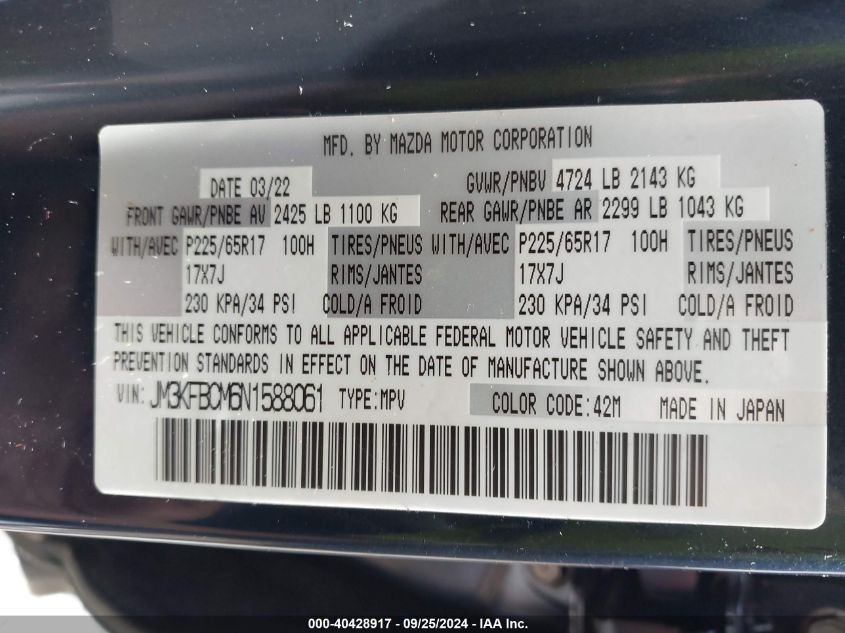 MFD. BY MAZDA MOTOR CORPORATION
DATE 03/22 GVWR/PNBV 4724 LB 2143 KG
FRONT GAWR/PNBE AV 2425 LB 1100 KG REAR GAWR/PNBE AR 2299 LB 1043 KG
WITH/AVEC P225/65R17 100H TIRES/PNEUS WITH/AVEC P225/65R17 100H TIRES/PNEUS
17X7J RIMS/JANTES 17X7J RIMS/JANTES
230 KPA/34 PSI COLD/A FROID 230 KPA/34 PSI COLD/A FROID
THIS VEHICLE CONFORMS TO ALL APPLICABLE FEDERAL MOTOR VEHICLE SAFETY AND THEFT
PREVENTION STANDARDS IN EFFECT ON THE DATE OF MANUFACTURE SHOWN ABOVE.
VIN: JM3KFBCM6N1588061 TYPE:MPV COLOR CODE:42M MADE IN JAPAN
000-40428917 - 09/25/2024 - IAA Inc.